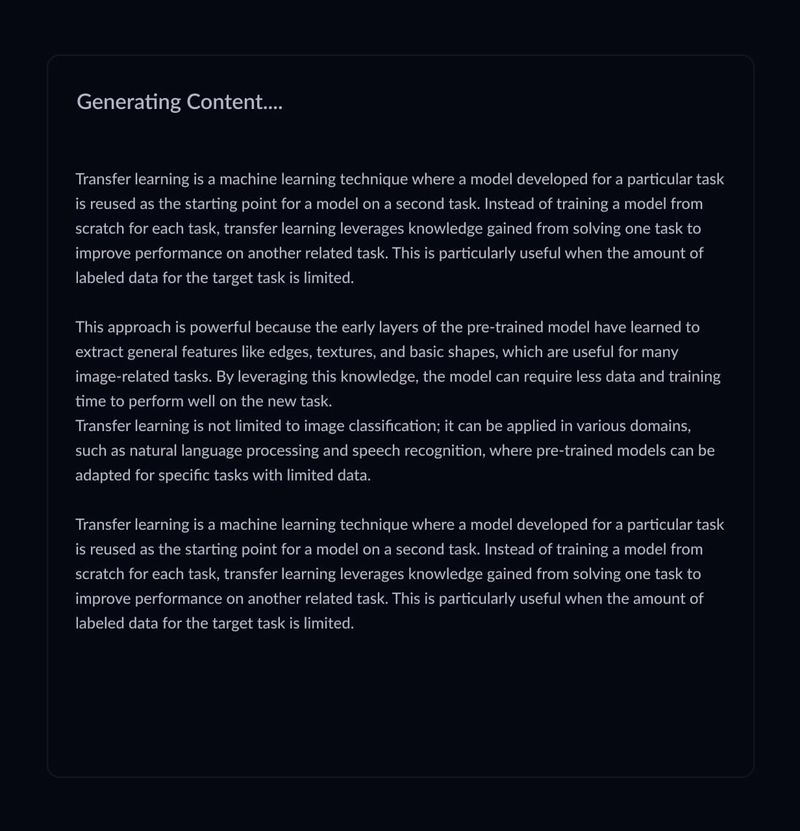 Generating Content....
Transfer learning is a machine learning technique where a model developed for a particular task
is reused as the starting point for a model on a second task. Instead of training a model from
scratch for each task, transfer learning leverages knowledge gained from solving one task to
improve performance on another related task. This is particularly useful when the amount of
labeled data for the target task is limited.
This approach is powerful because the early layers of the pre-trained model have learned to
extract general features like edges, textures, and basic shapes, which are useful for many
image-related tasks. By leveraging this knowledge, the model can require less data and training
time to perform well on the new task.
Transfer learning is not limited to image classification; it can be applied in various domains,
such as natural language processing and speech recognition, where pre-trained models can be
adapted for specific tasks with limited data.
Transfer learning is a machine learning technique where a model developed for a particular task
is reused as the starting point for a model on a second task. Instead of training a model from
scratch for each task, transfer learning leverages knowledge gained from solving one task to
improve performance on another related task. This is particularly useful when the amount of
labeled data for the target task is limited.